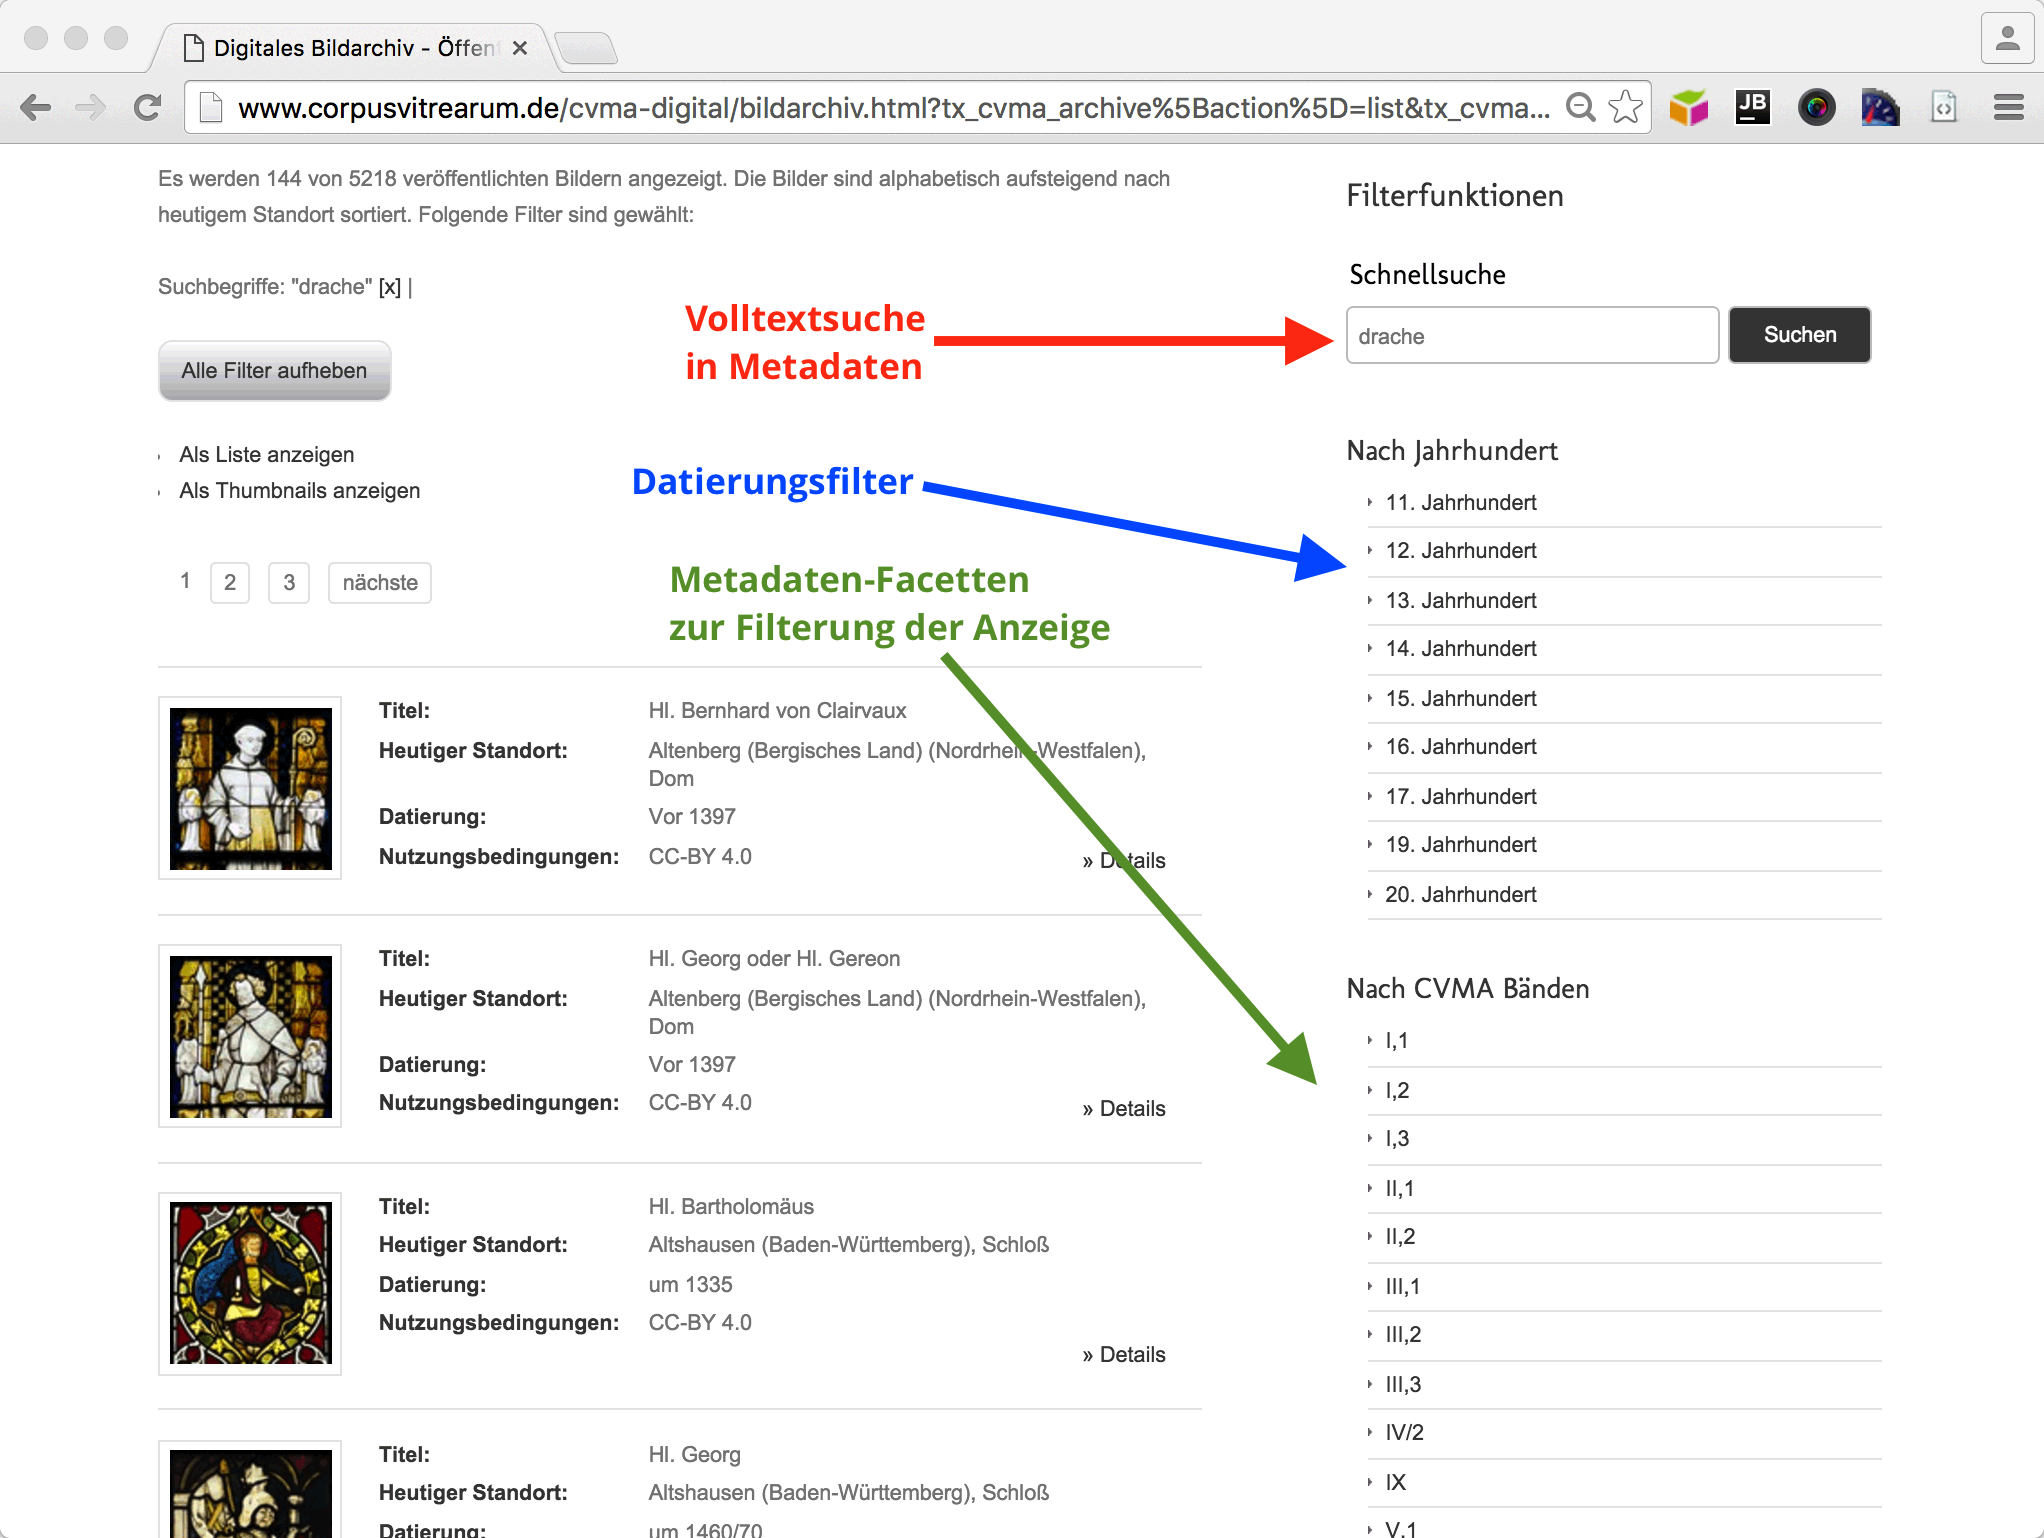 Digitales Bildarchiv - Öffen
www.corpusvitrearum.de/cvma-digital/bildarchiv.html?tx_cvma_archive%5Baction%5D=list&tx_cvma...
JB
Es werden 144 von 5218 veröffentlichten Bildern angezeigt. Die Bilder sind alphabetisch aufsteigend nach
heutigem Standort sortiert. Folgende Filter sind gewählt:
Suchbegriffe: "drache" [x] |
Alle Filter aufheben
Als Liste anzeigen
Als Thumbnails anzeigen
1 2 3 nächste
Volltextsuche
in Metadaten
Datierungsfilter
Metadaten-Facetten
zur Filterung der Anzeige
Titel: Hl. Bernhard von Clairvaux
Heutiger Standort: Altenberg (Bergisches Land) (Nordrhein-Westfalen),
Dom
Datierung: Vor 1397
Nutzungsbedingungen: CC-BY 4.0
» Details
Titel: Hl. Georg oder Hl. Gereon
Heutiger Standort: Altenberg (Bergisches Land) (Nordrhein-Westfalen),
Dom
Datierung: Vor 1397
Nutzungsbedingungen: CC-BY 4.0
» Details
Titel: Hl. Bartholomäus
Heutiger Standort: Altshausen (Baden-Württemberg), Schloß
Datierung: um 1335
Nutzungsbedingungen: CC-BY 4.0
» Details
Titel: Hl. Georg
Heutiger Standort: Altshausen (Baden-Württemberg), Schloß
Datierung: um 1460/70
Filterfunktionen
Schnellsuche
drache Suchen
Nach Jahrhundert
11. Jahrhundert
12. Jahrhundert
13. Jahrhundert
14. Jahrhundert
15. Jahrhundert
16. Jahrhundert
17. Jahrhundert
19. Jahrhundert
20. Jahrhundert
Nach CVMA Bänden
I,1
I,2
I,3
II,1
II,2
III,1
III,2
III,3
IV/2
IX
V,1